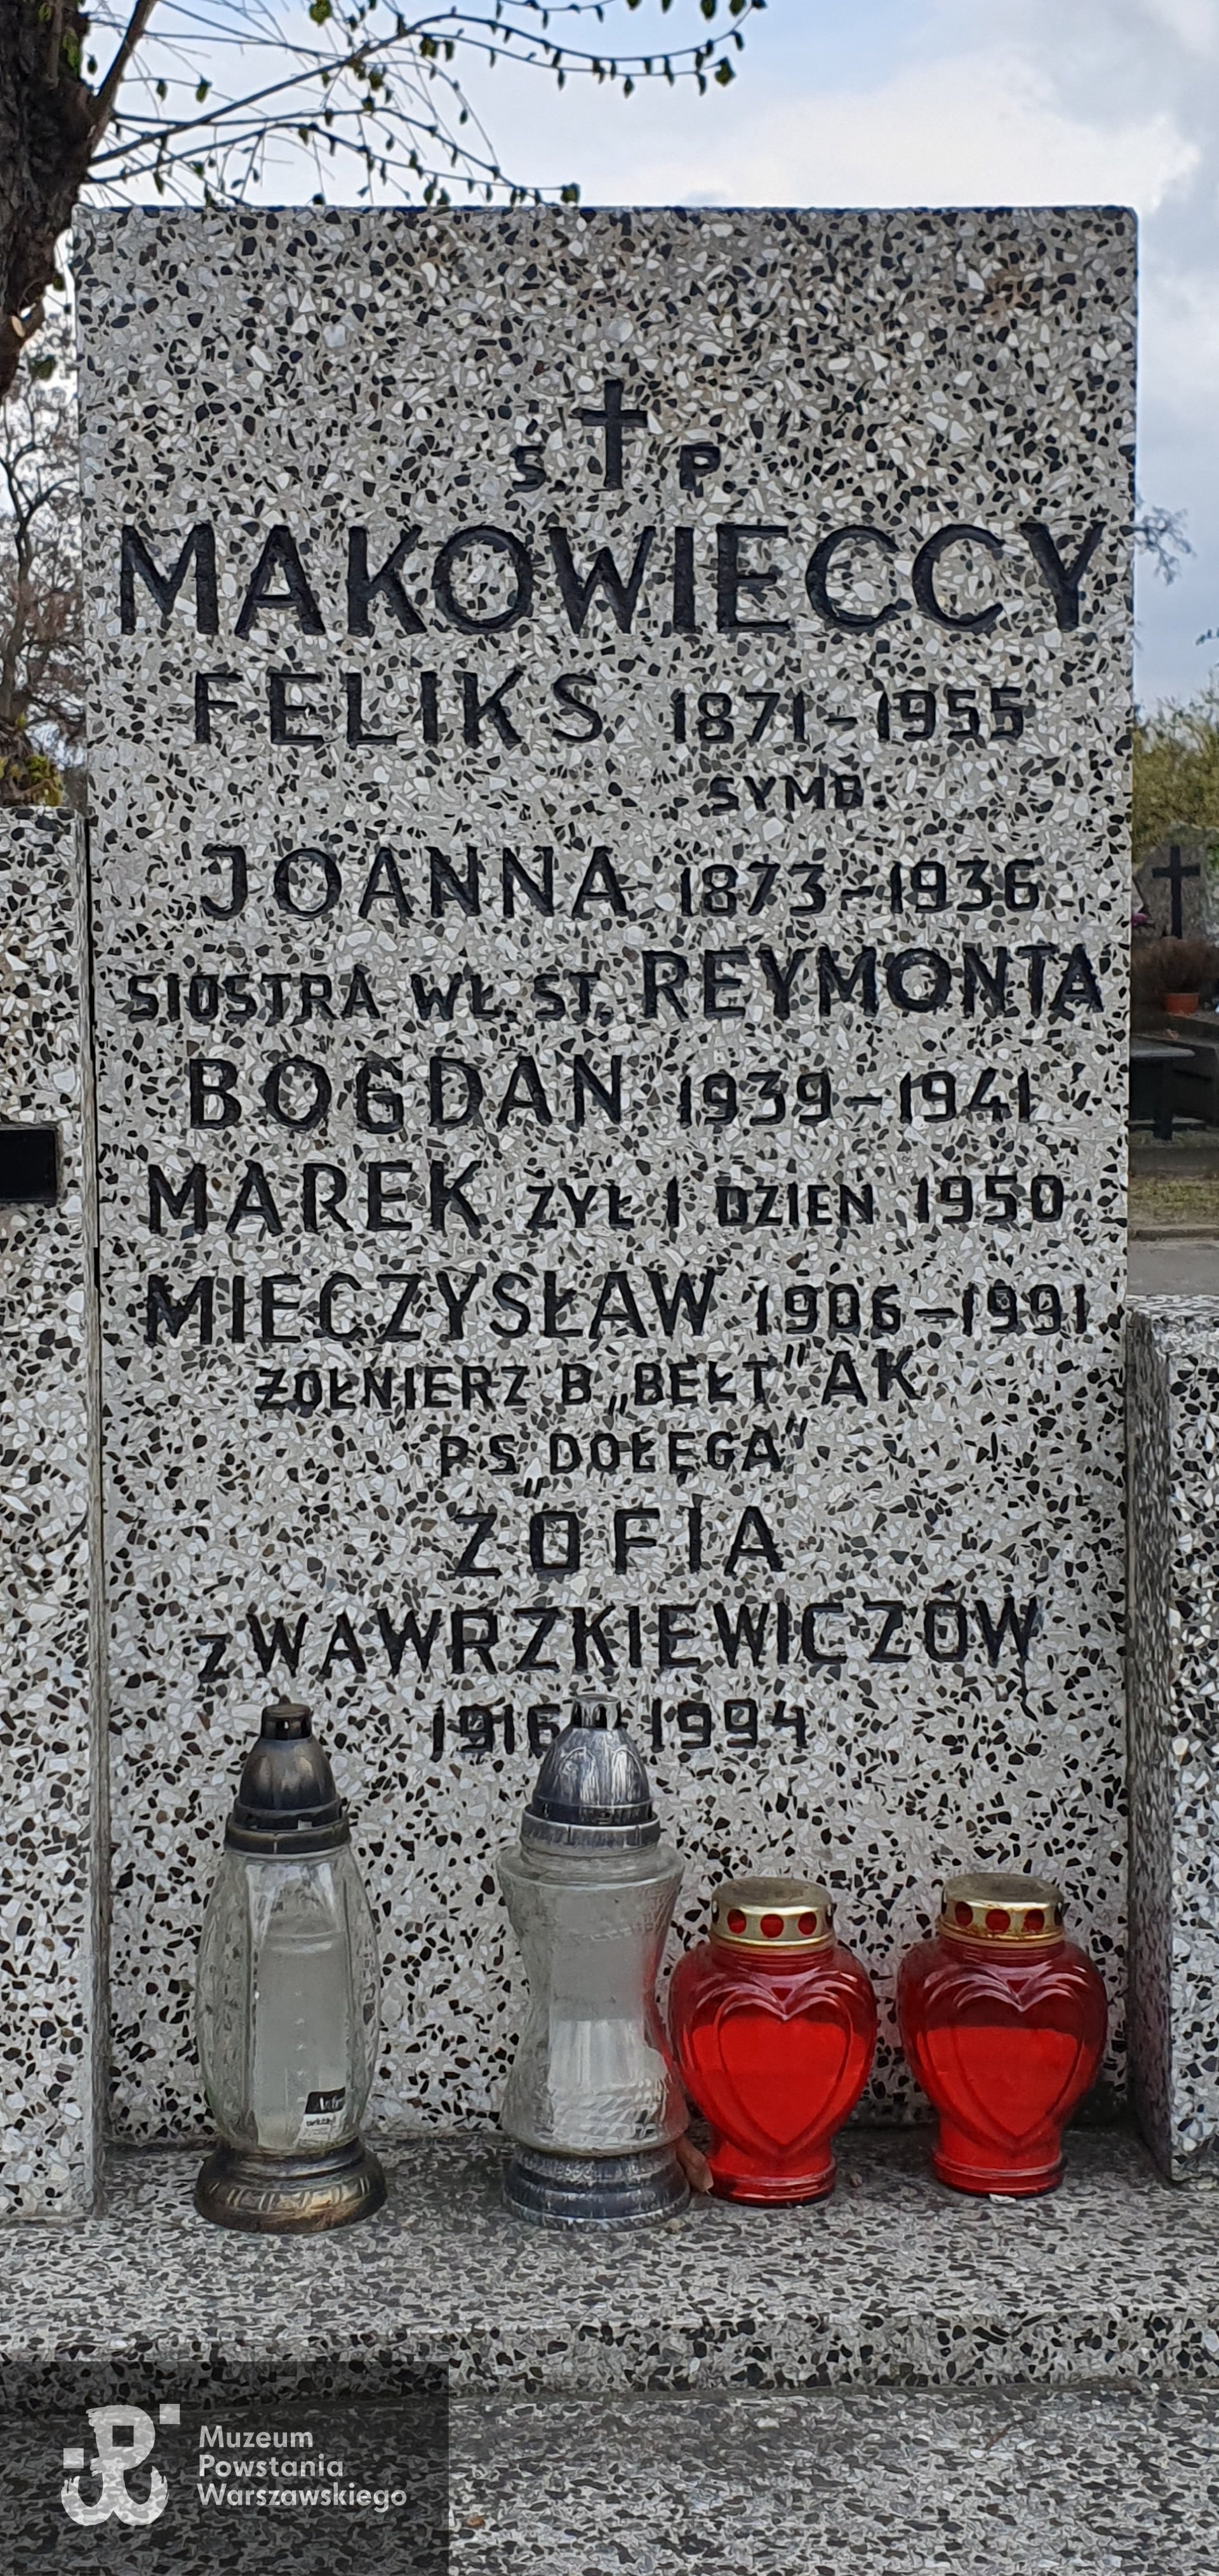 Ś. P.
MAKOWIECCY
FELIKS 1871-1955
SYMB.
JOANNA 1873-1936
SIOSTRA WŁ. ST. REYMONTA
BOGDAN 1939-1941
MAREK ŻYŁ 1 DZIEŃ 1950
MIECZYSŁAW 1906-1991
ŻOŁNIERZ B „BEŁT” AK
PS „DOŁĘGA”
ZOFIA
z WAWRZKIEWICZÓW
1916 1994
Muzeum
Powstania
Warszawskiego